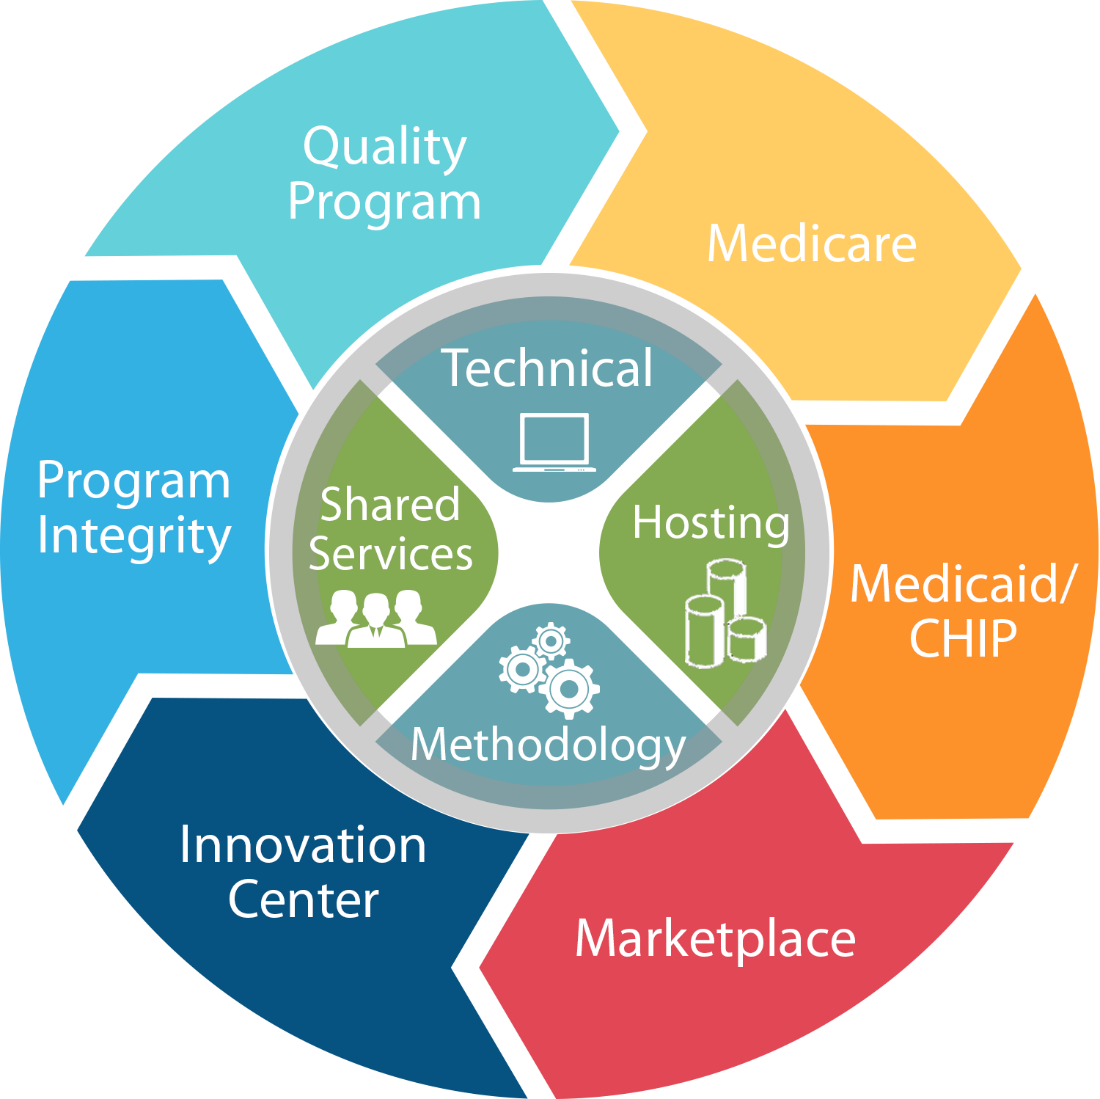 Quality
Program
Medicare
Technical
Program
Integrity
Shared
Services
Hosting
Medicaid/
CHIP
Methodology
Innovation
Center
Marketplace